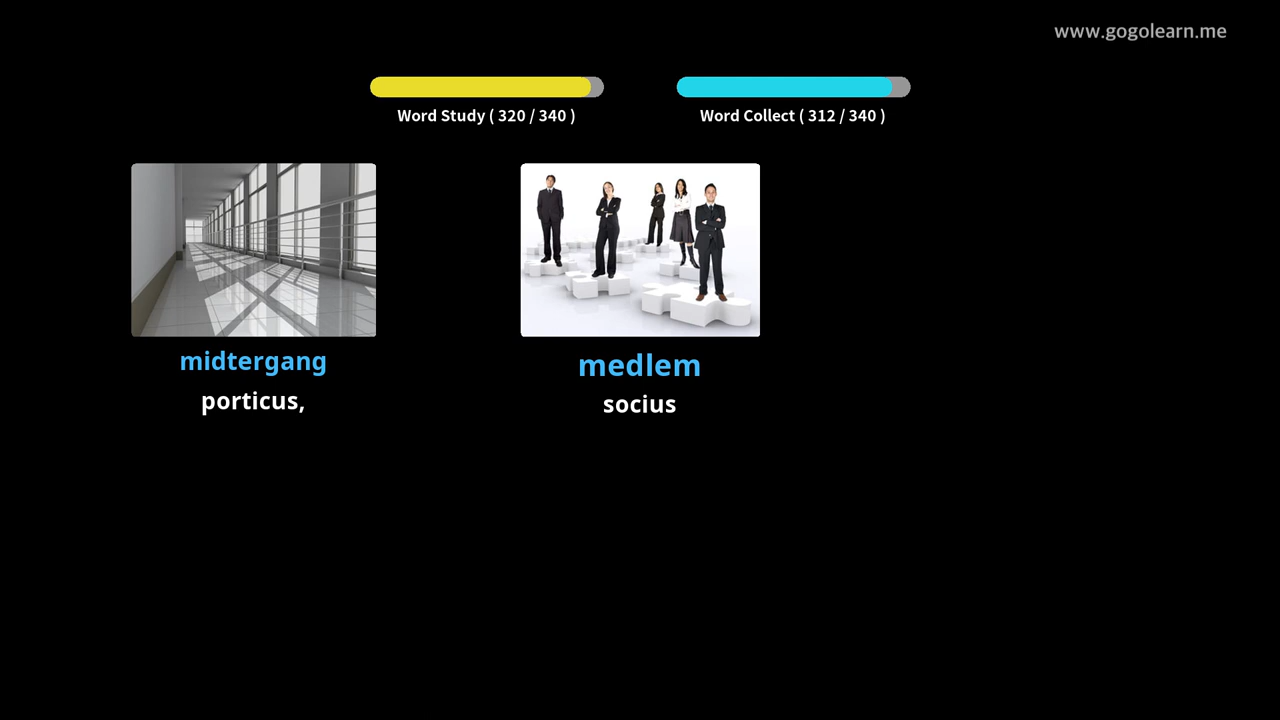 www.gogolearn.me
Word Study ( 320 / 340 )
Word Collect ( 312 / 340 )
midtergang
porticus,
medlem
socius